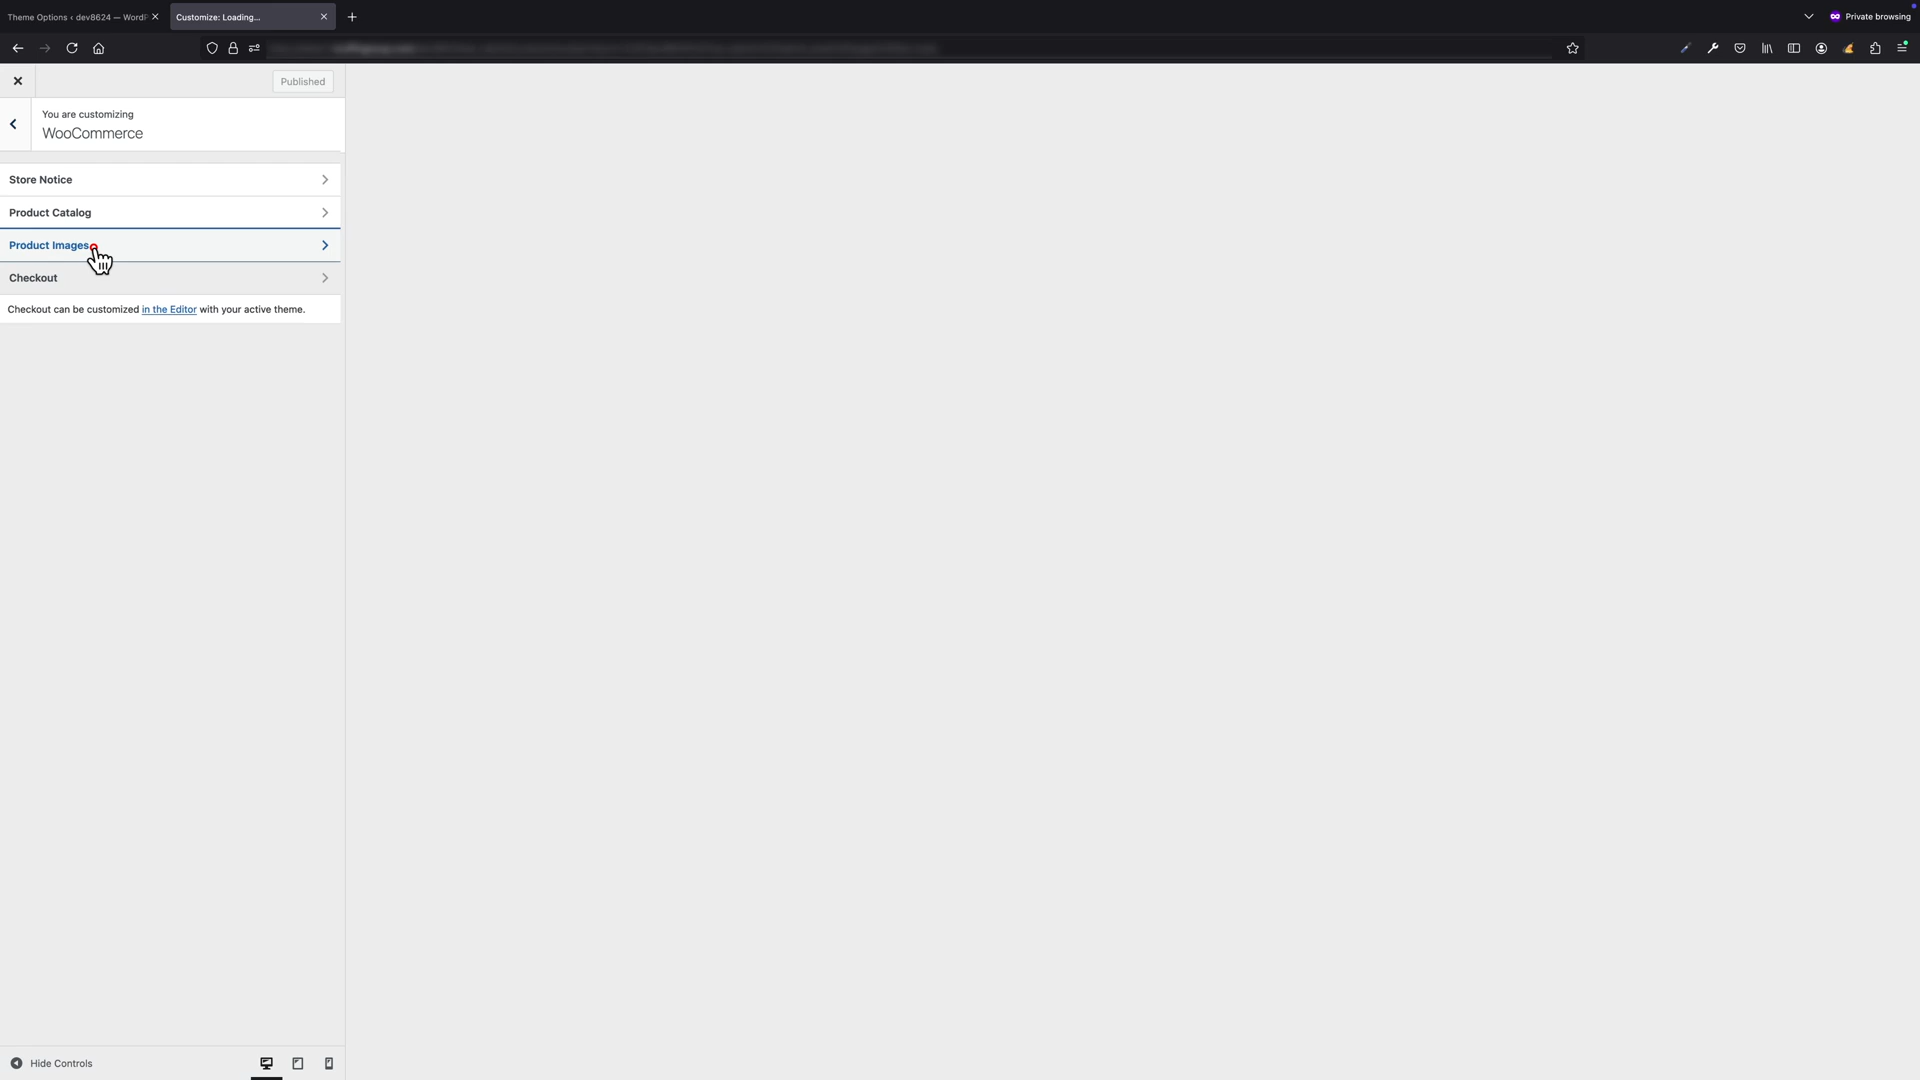 Theme Options ‹ dev8624 — WordP
Customize: Loading...
Private browsing
Published
You are customizing
WooCommerce
Store Notice
Product Catalog
Product Images
Checkout
Checkout can be customized in the Editor with your active theme.
Hide Controls